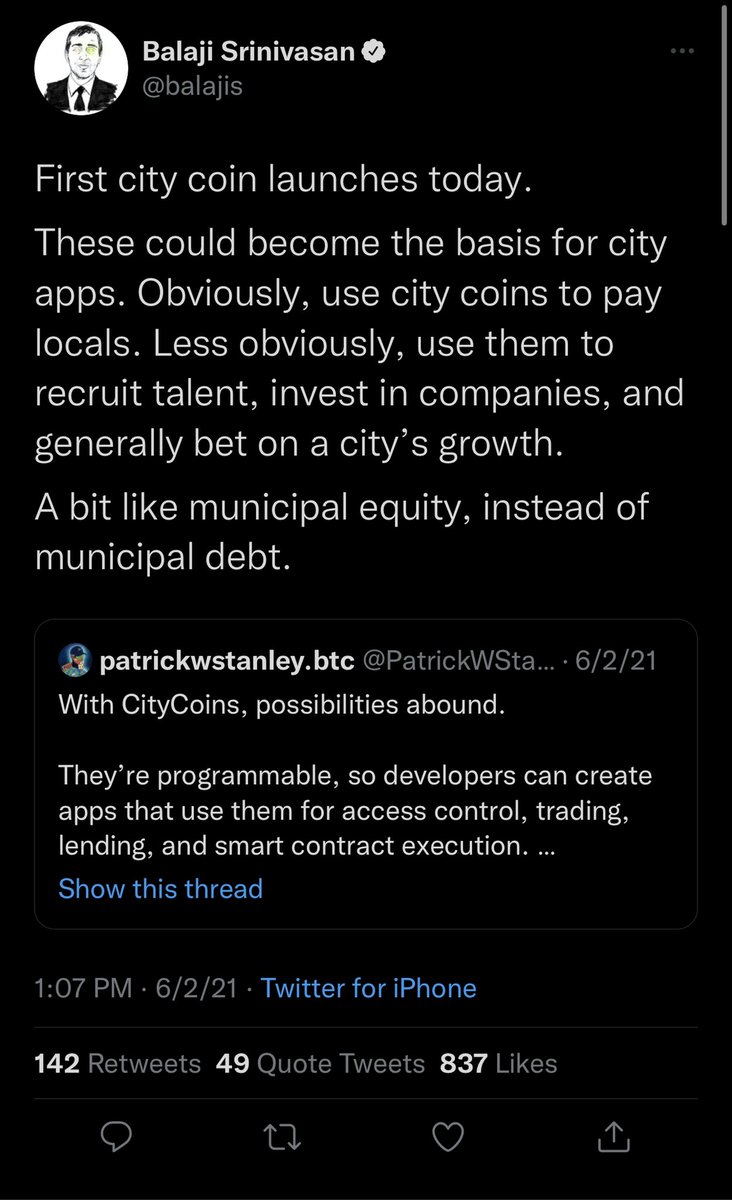 Balaji Srinivasan
@balajis
First city coin launches today.
These could become the basis for city
apps. Obviously, use city coins to pay
locals. Less obviously, use them to
recruit talent, invest in companies, and
generally bet on a city’s growth.
A bit like municipal equity, instead of
municipal debt.
patrickwstanley.btc @PatrickWSta... · 6/2/21
With CityCoins, possibilities abound.
They’re programmable, so developers can create
apps that use them for access control, trading,
lending, and smart contract execution. ...
Show this thread
1:07 PM · 6/2/21 · Twitter for iPhone
142 Retweets 49 Quote Tweets 837 Likes